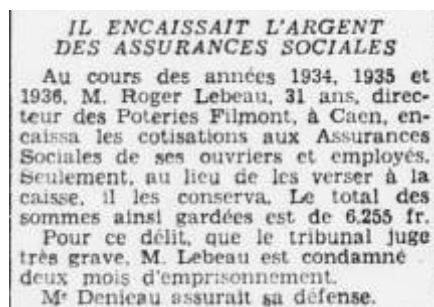 IL ENCAISSAIT L'ARGENT
DES ASSURANCES SOCIALES
Au cours des années 1934, 1935 et
1936, M. Roger Lebeau, 31 ans, direc-
teur des Poteries Filmont, à Caen, en-
caissa les cotisations aux Assurances
Sociales de ses ouvriers et employés.
Seulement, au lieu de les verser à la
caisse, il les conserva. Le total des
sommes ainsi gardées est de 6.255 fr.
Pour ce délit, que le tribunal juge
très grave, M. Lebeau est condamné
deux mois d'emprisonnement.
Mᵉ Denieau assurait sa défense.